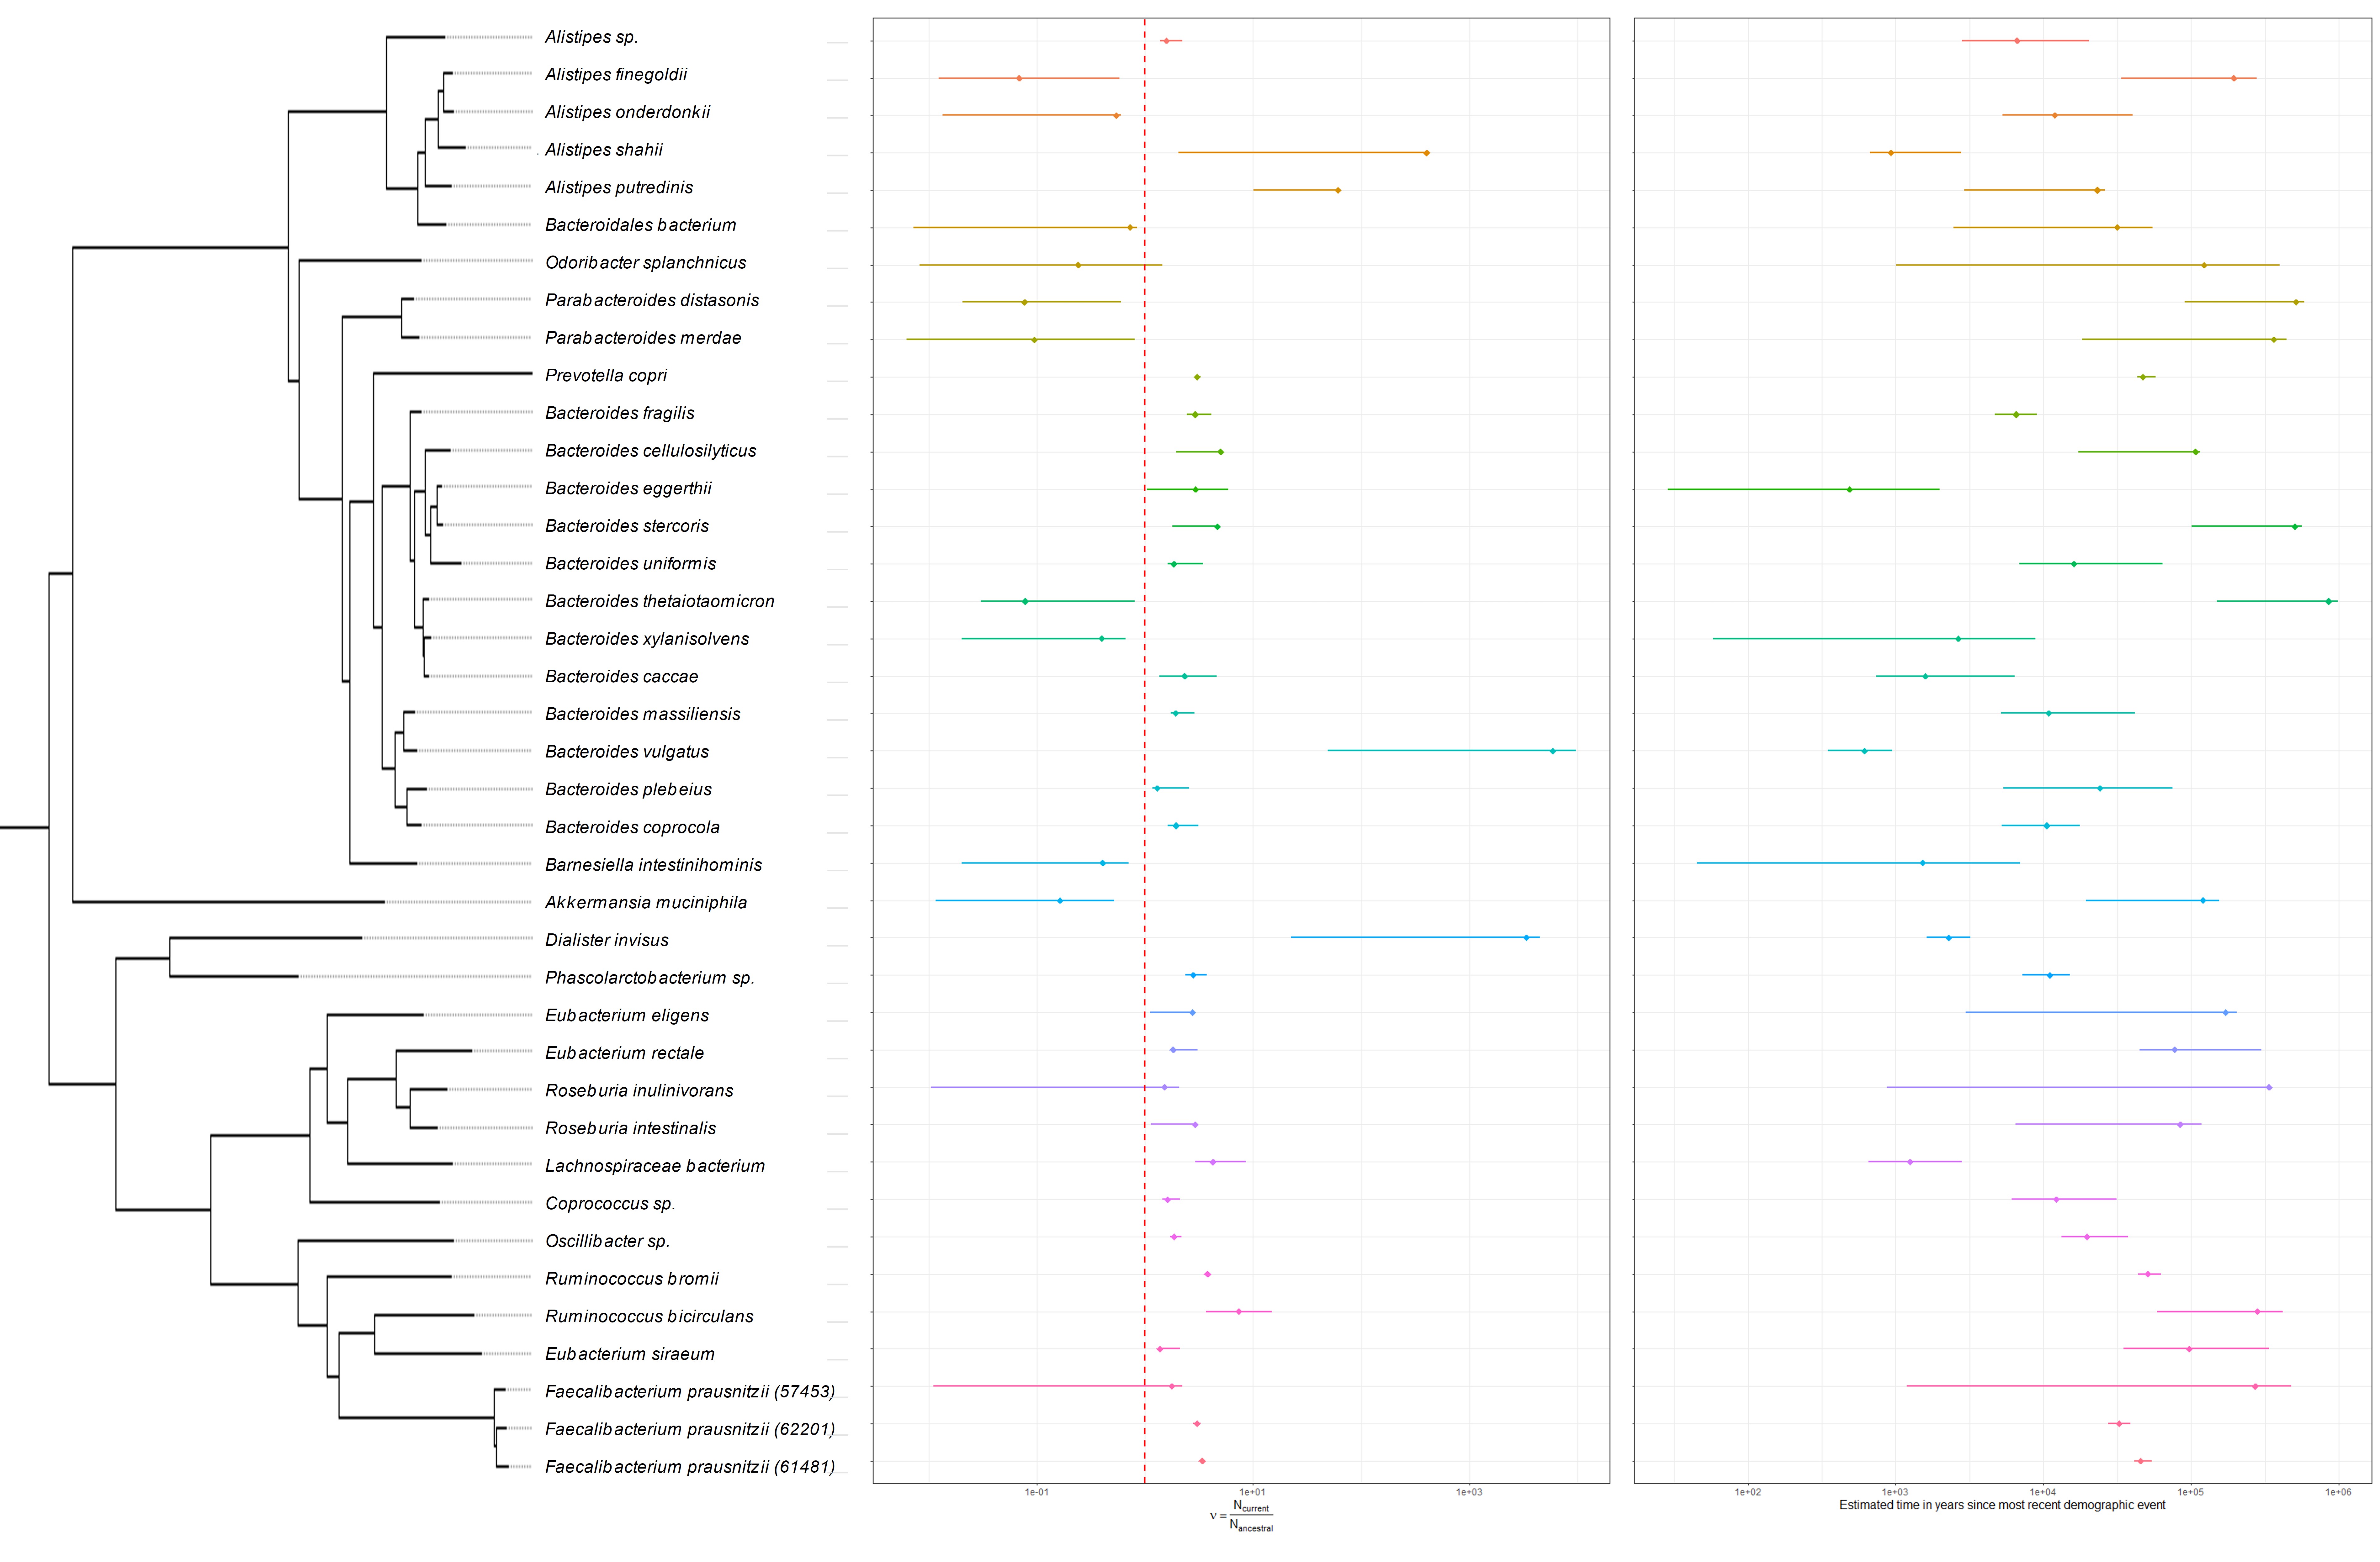 Alistipes sp.
Alistipes finegoldii
Alistipes onderdonkii
. Alistipes shahii
Alistipes putredinis
Bacteroidales bacterium
Odoribacter splanchnicus
Parabacteroides distasonis
Parabacteroides merdae
Prevotella copri
Bacteroides fragilis
Bacteroides cellulosilyticus
Bacteroides eggerthii
Bacteroides stercoris
Bacteroides uniformis
Bacteroides thetaiotaomicron
Bacteroides xylanisolvens
Bacteroides caccae
Bacteroides massiliensis
Bacteroides vulgatus
Bacteroides plebeius
Bacteroides coprocola
Barnesiella intestinihominis
Akkermansia muciniphila
Dialister invisus
Phascolarctobacterium sp.
Eubacterium eligens
Eubacterium rectale
Roseburia inulinivorans
Roseburia intestinalis
Lachnospiraceae bacterium
Coprococcus sp.
Oscillibacter sp.
Ruminococcus bromii
Ruminococcus bicirculans
Eubacterium siraeum
Faecalibacterium prausnitzii (57453)
Faecalibacterium prausnitzii (62201)
Faecalibacterium prausnitzii (61481)
1e-01 1e+01 1e+03
ν = Ncurrent
Nancestral
1e+02 1e+03 1e+04 1e+05 1e+06
Estimated time in years since most recent demographic event